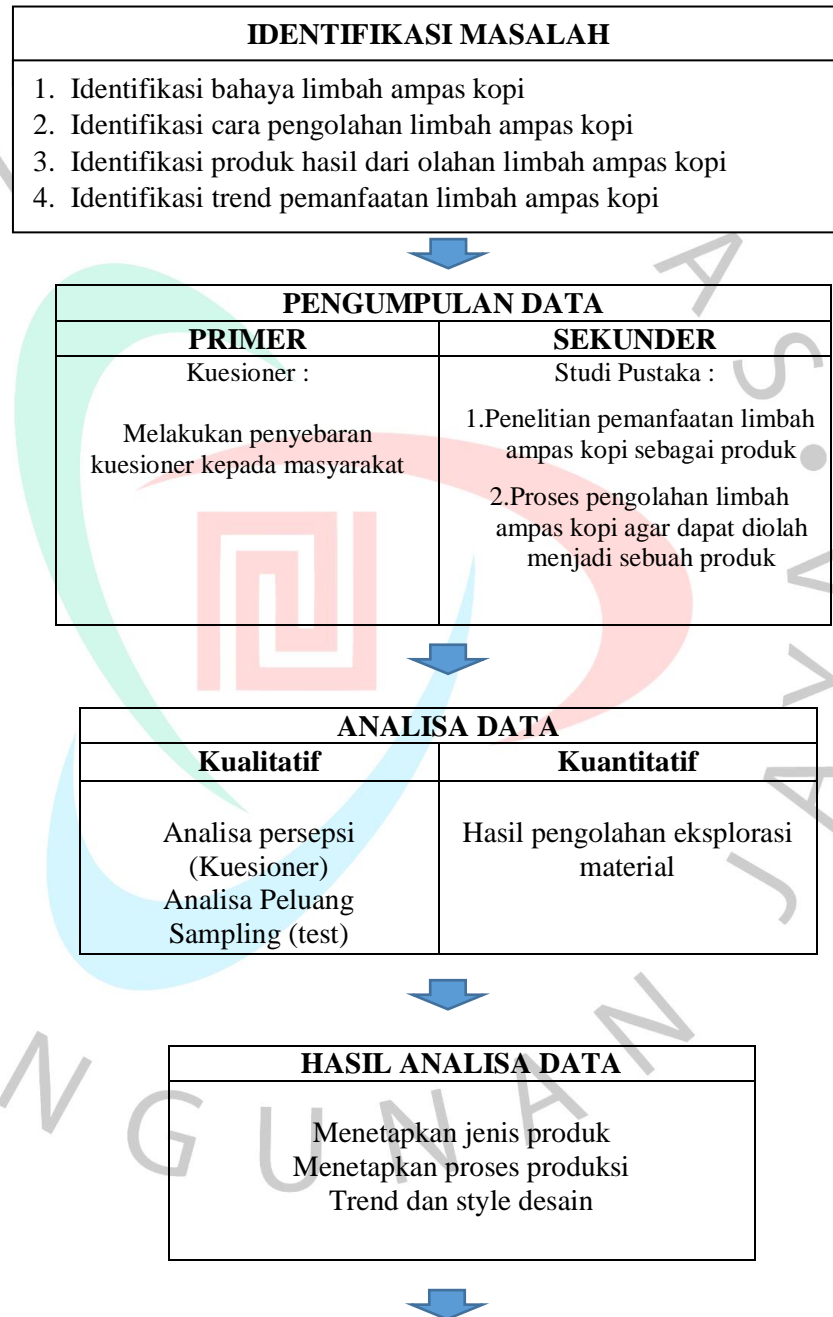 IDENTIFIKASI MASALAH
1. Identifikasi bahaya limbah ampas kopi
2. Identifikasi cara pengolahan limbah ampas kopi
3. Identifikasi produk hasil dari olahan limbah ampas kopi
4. Identifikasi trend pemanfaatan limbah ampas kopi
PENGUMPULAN DATA
PRIMER
Kuesioner :
Melakukan penyebaran
kuesioner kepada masyarakat
SEKUNDER
Studi Pustaka :
1.Penelitian pemanfaatan limbah
ampas kopi sebagai produk
2.Proses pengolahan limbah
ampas kopi agar dapat diolah
menjadi sebuah produk
ANALISA DATA
Kualitatif
Analisa persepsi
(Kuesioner)
Analisa Peluang
Sampling (test)
Kuantitatif
Hasil pengolahan eksplorasi
material
HASIL ANALISA DATA
Menetapkan jenis produk
Menetapkan proses produksi
Trend dan style desain